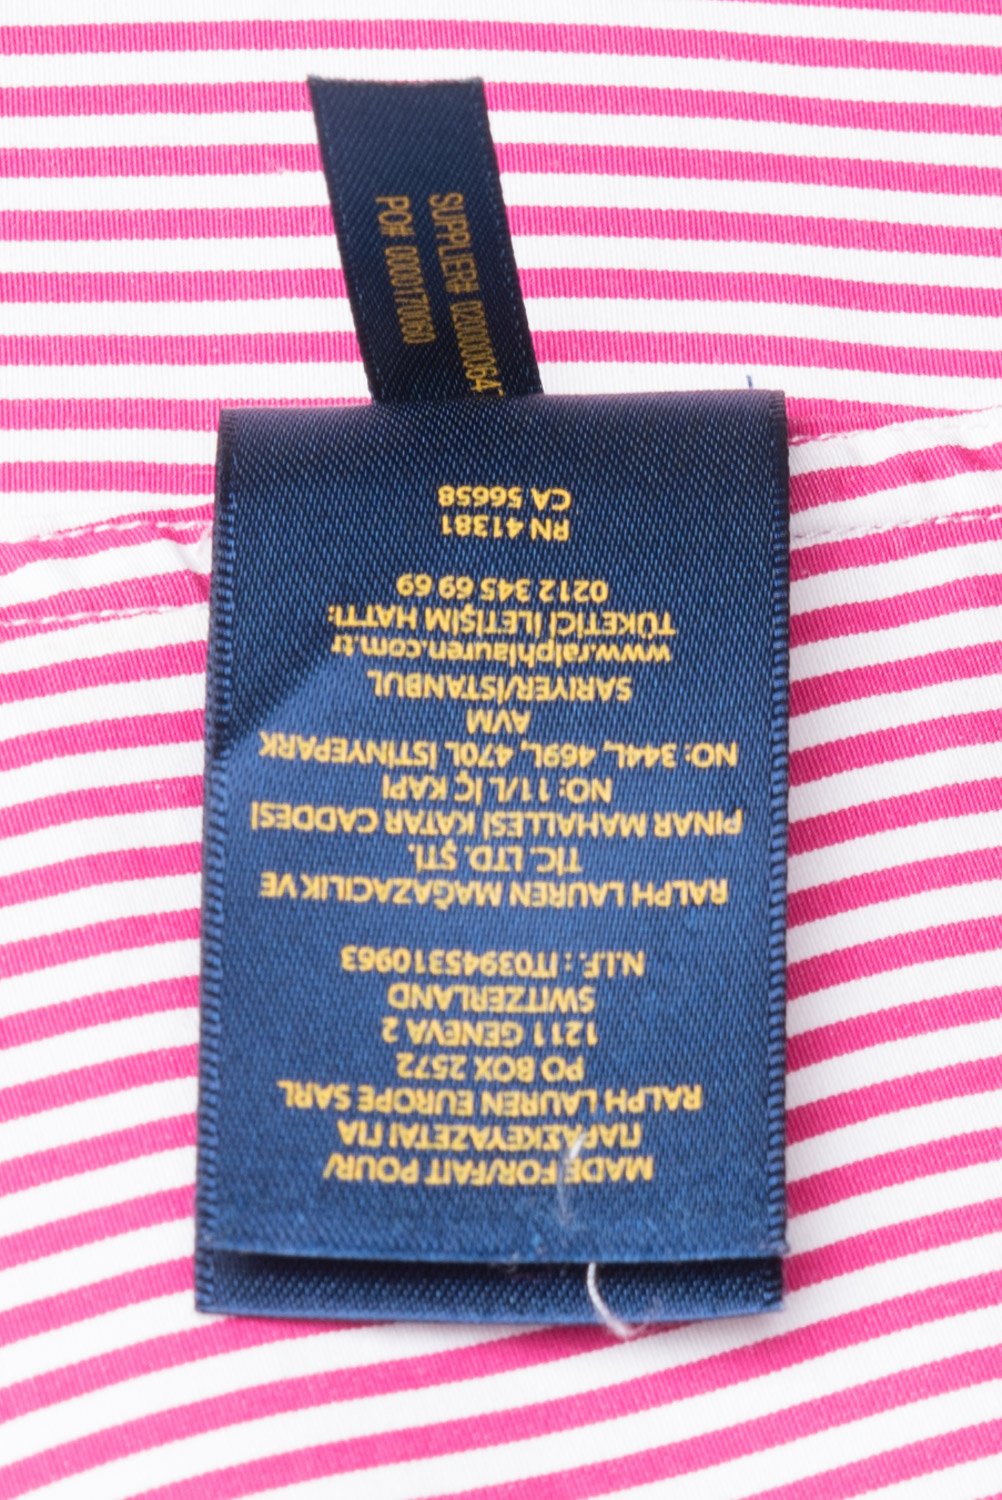 SUPPLIER# 020000064
PO# 000170060
MADE FOR/FAIT POUR/
ΠΑΡΑΣΚΕΥΑΖΕΤΑΙ ΓΙΑ
RALPH LAUREN EUROPE SARL
PO BOX 2572
1211 GENEVA 2
SWITZERLAND
N.I.F. : IT03945310963
RALPH LAUREN MAĞAZACILIK VE
TİC. LTD. ŞTİ.
PINAR MAHALLESİ KATAR CADDESİ
NO: 11/L İÇ KAPI
NO: 344L, 469L, 470L İSTİNYEPARK
AVM
SARIYER/İSTANBUL
www.ralphlauren.com.tr
TÜKETİCİ İLETİŞİM HATTI:
0212 345 69 69
RN 41381
CA 56658